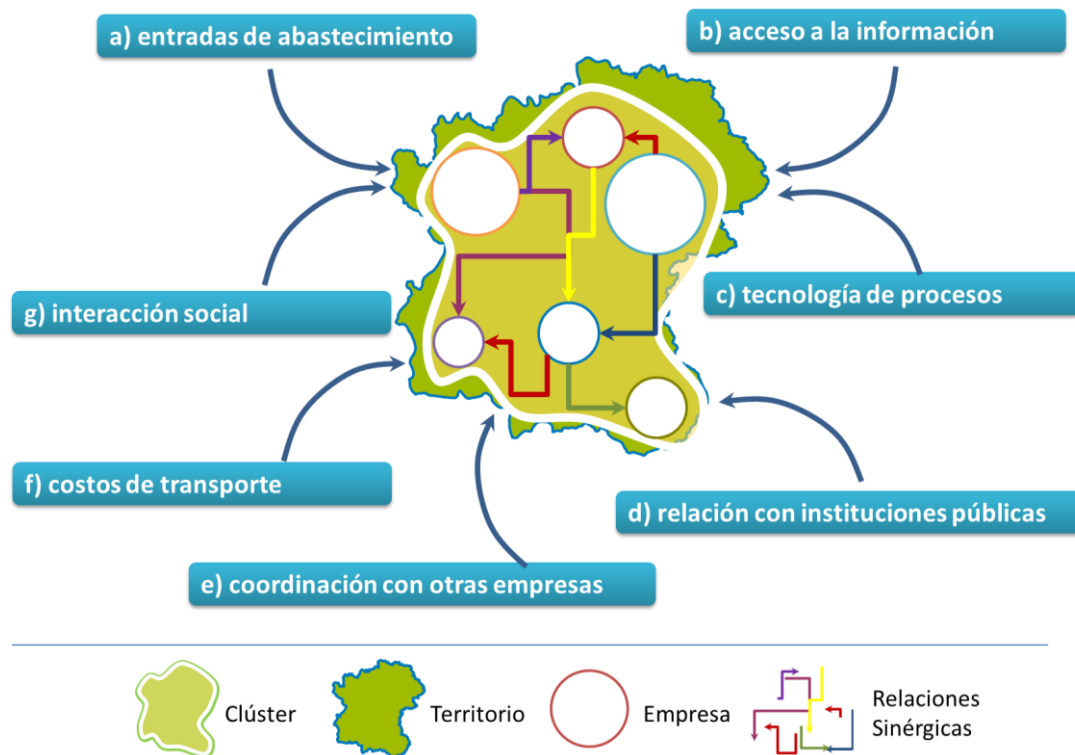 a) entradas de abastecimiento
b) acceso a la información
g) interacción social
c) tecnología de procesos
f) costos de transporte
d) relación con instituciones públicas
e) coordinación con otras empresas
Clúster
Territorio
Empresa
Relaciones
Sinérgicas